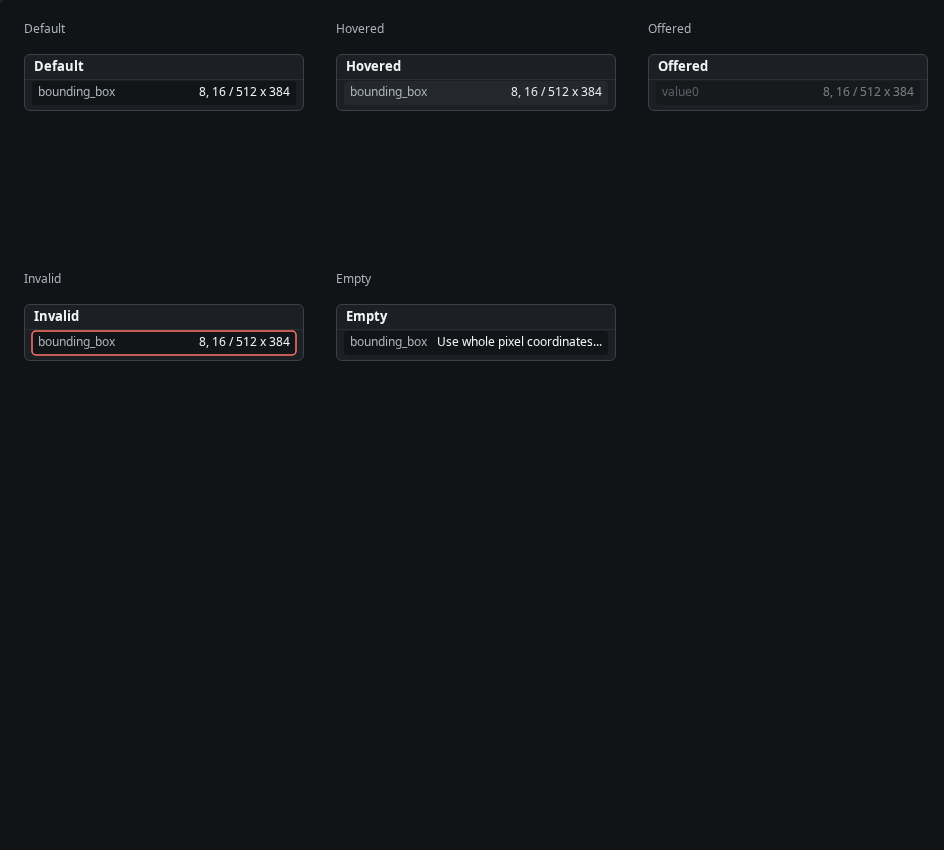 Default
Hovered
Offered
Default
bounding_box 8, 16 / 512 x 384
Hovered
bounding_box 8, 16 / 512 x 384
Offered
value0 8, 16 / 512 x 384
Invalid
Empty
Invalid
bounding_box 8, 16 / 512 x 384
Empty
bounding_box Use whole pixel coordinates...